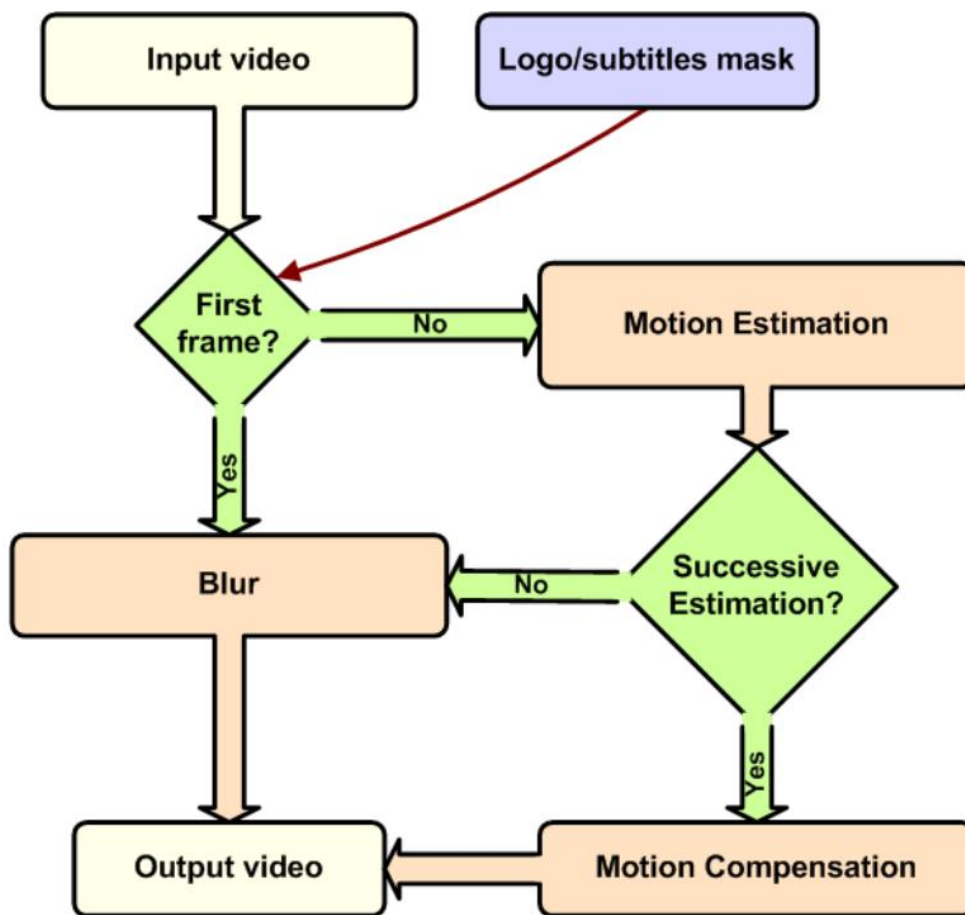 Input video
Logo/subtitles mask
First
frame?
No
Motion Estimation
Yes
Blur
No
Successive
Estimation?
Yes
Output video
Motion Compensation